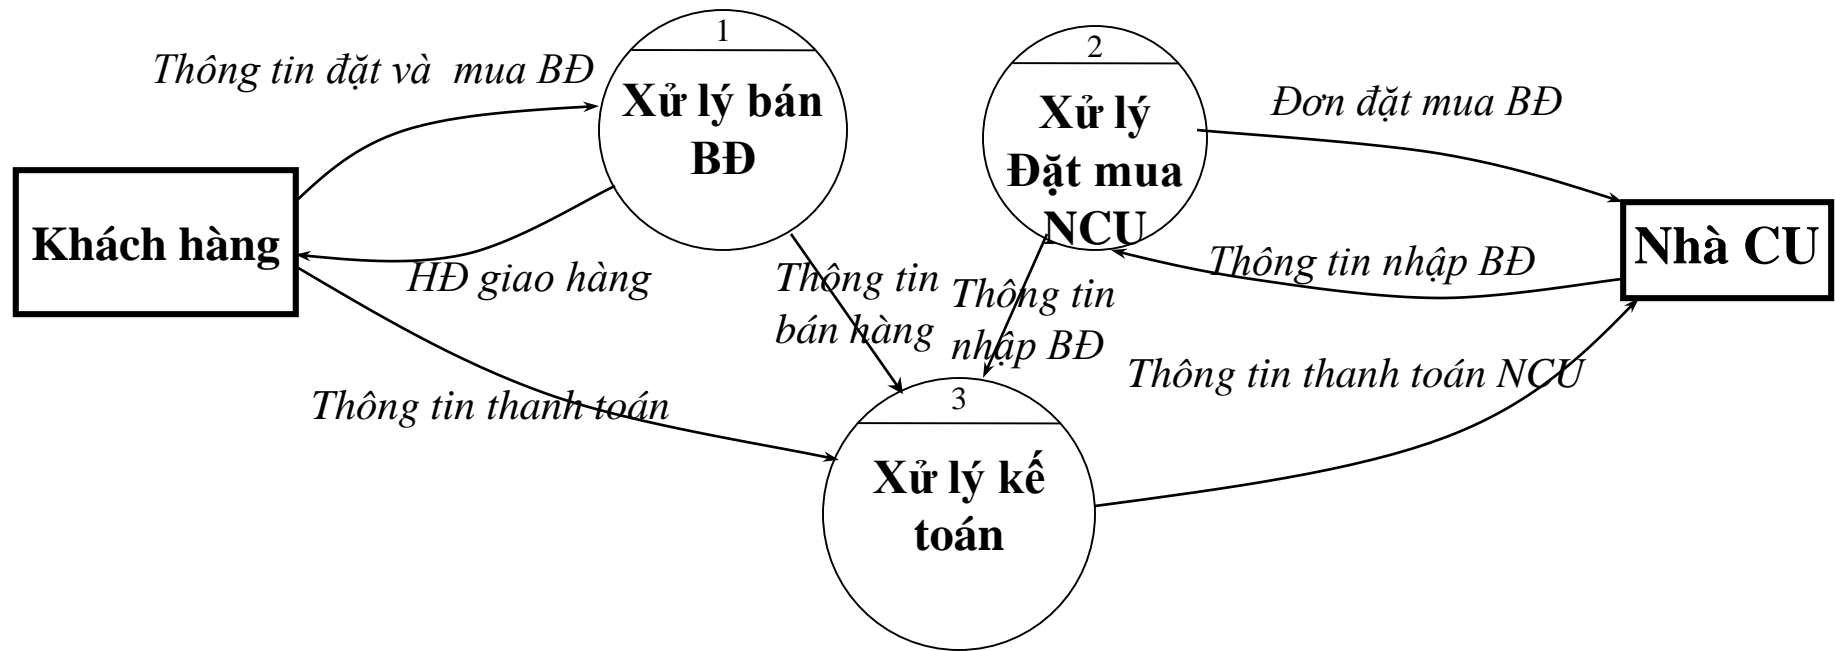 1
2
Thông tin đặt và  mua BĐ
Xử lý bán
BĐ
Xử lý
Đặt mua
NCU
Đơn đặt mua BĐ
Khách hàng
Nhà CU
HĐ giao hàng
Thông tin
bán hàng
Thông tin
nhập BĐ
Thông tin nhập BĐ
Thông tin thanh toán
Thông tin thanh toán NCU
3
Xử lý kế
toán